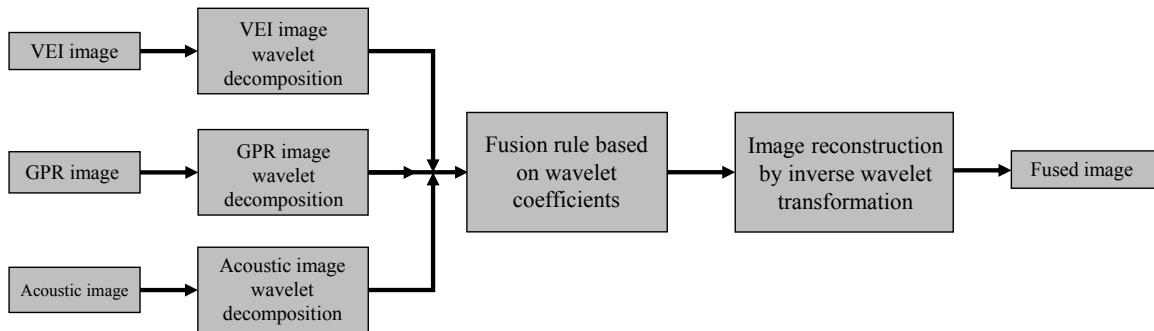 VEI image
VEI image
wavelet
decomposition
GPR image
GPR image
wavelet
decomposition
Acoustic image
Acoustic image
wavelet
decomposition
Fusion rule based
on wavelet
coefficients
Image reconstruction
by inverse wavelet
transformation
Fused image